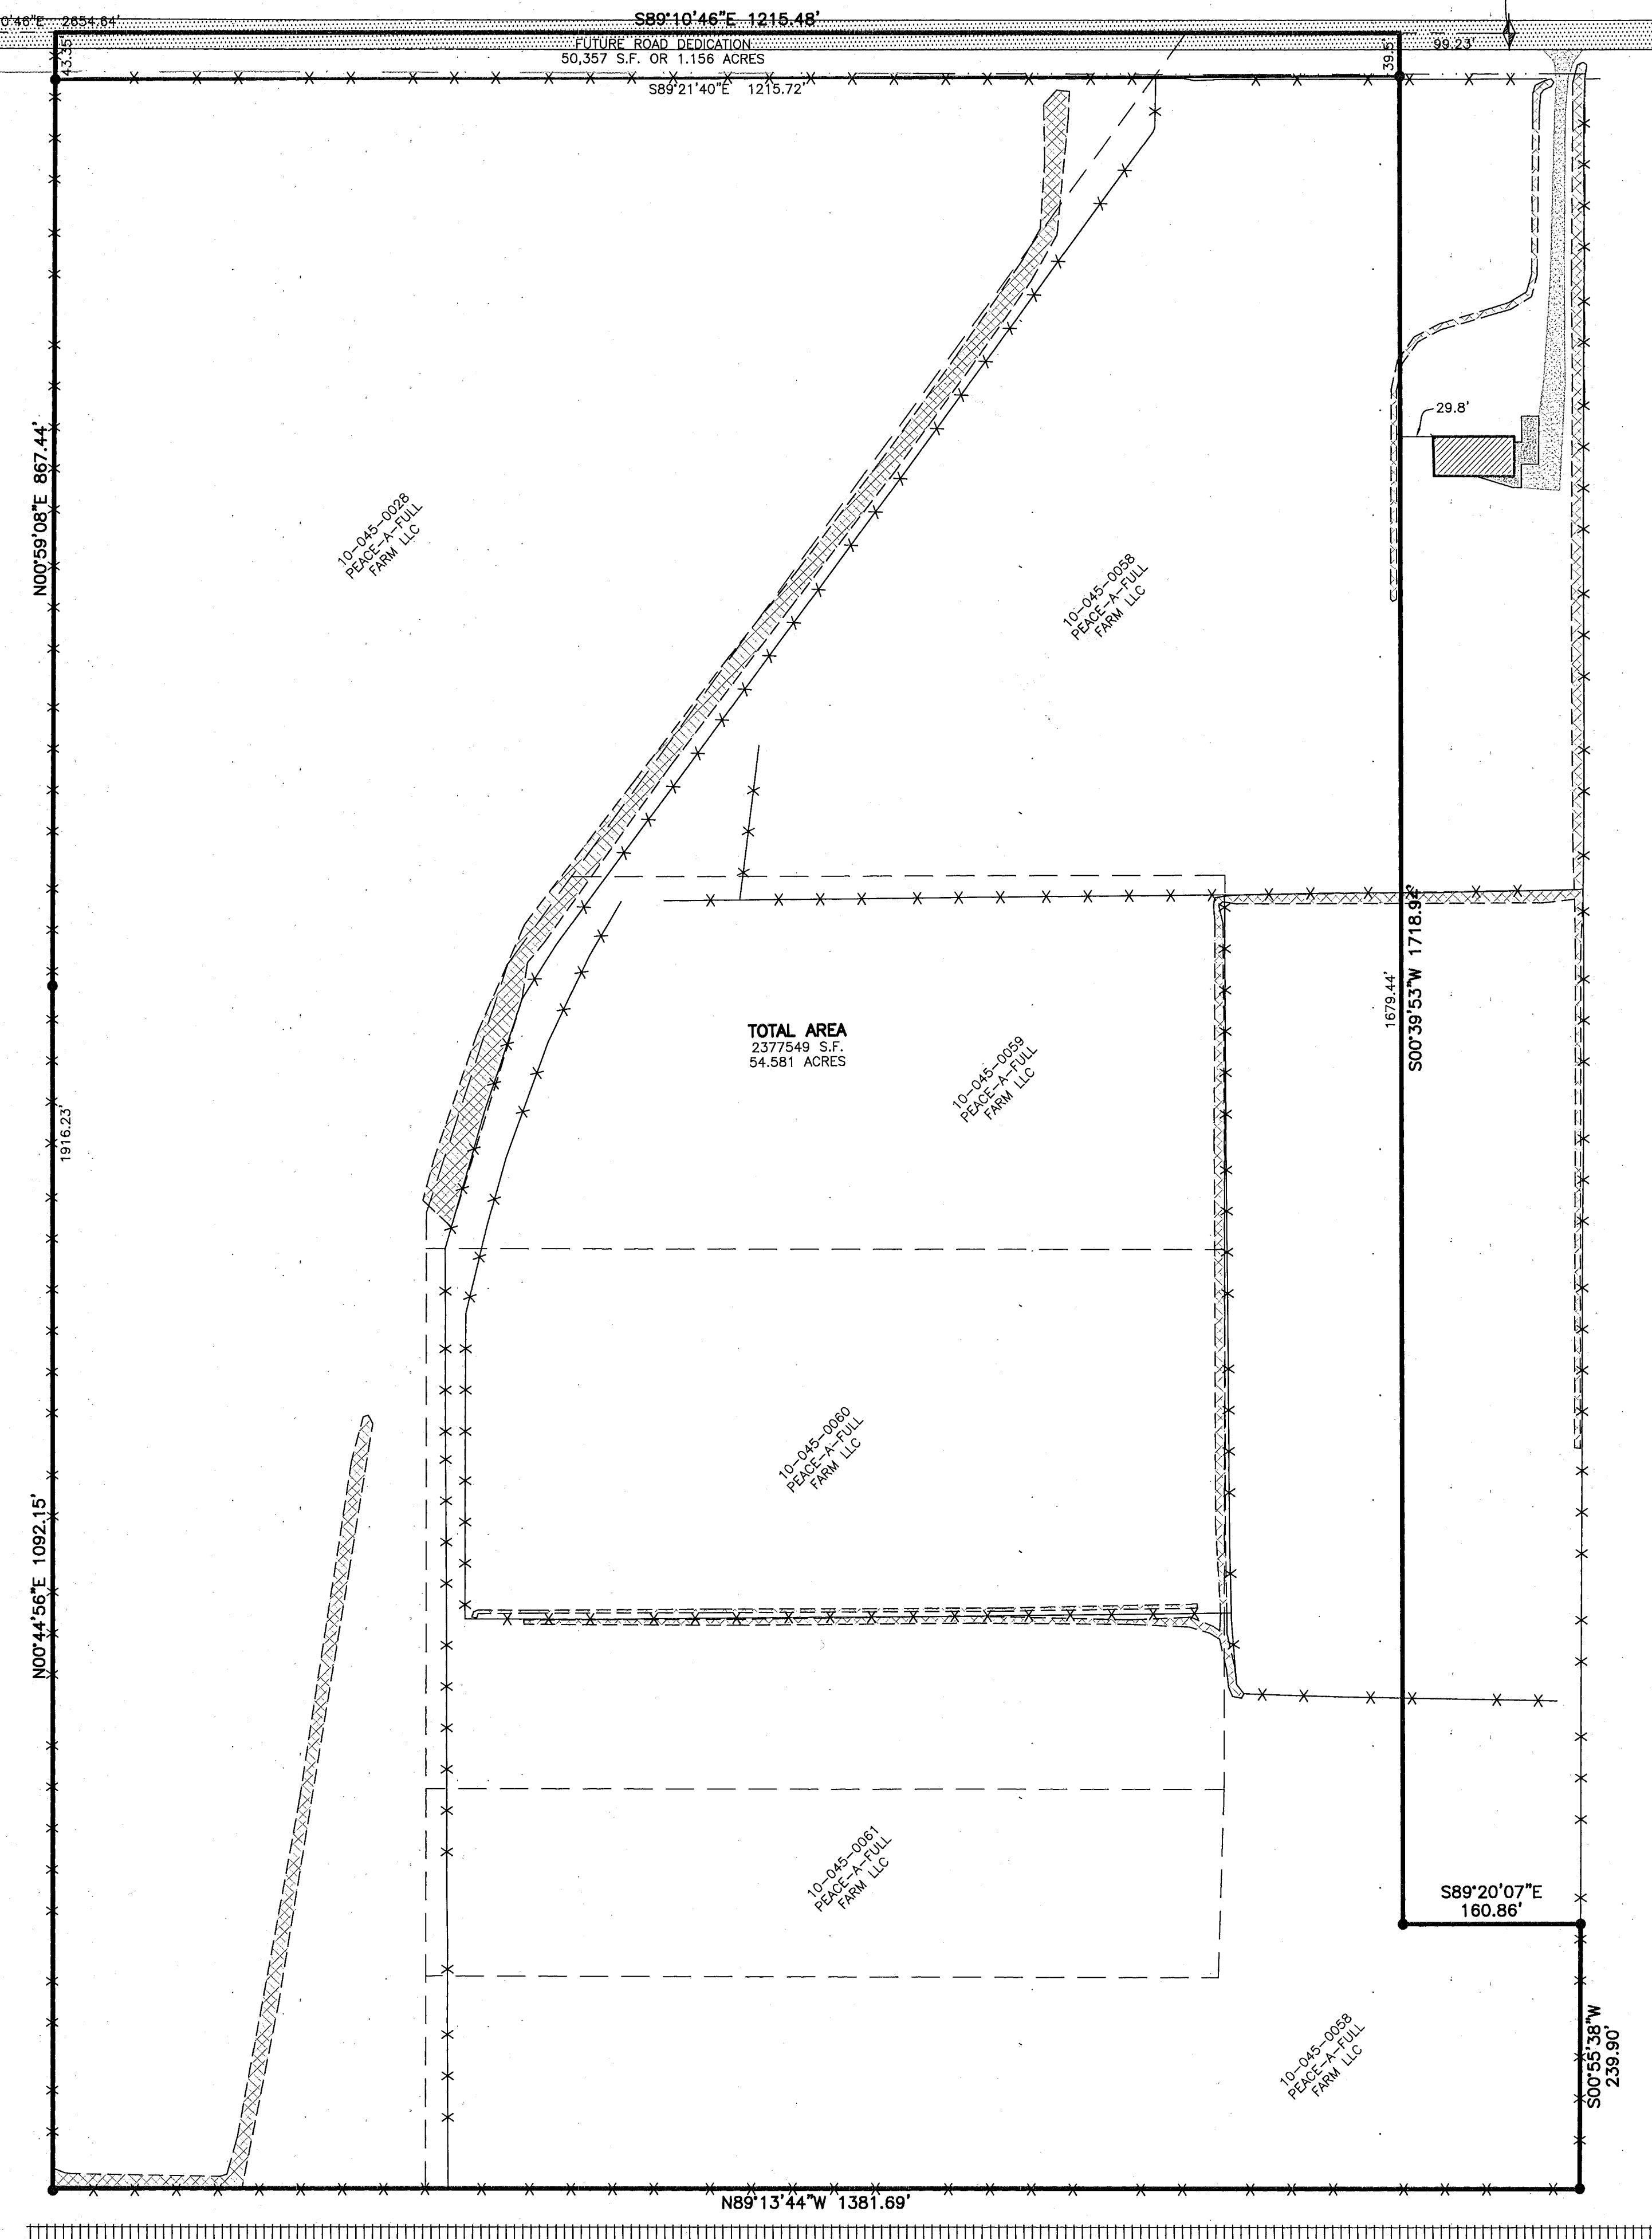 0'46"E 2654.64'
S89°10'46"E 1215.48'
FUTURE ROAD DEDICATION
50,357 S.F. OR 1.156 ACRES
43.35'
39.5'
99.23'
S89°21'40"E 1215.72'
29.8'
N00°59'08"E 867.44'
10-045-0028
PEACE-A-FULL
FARM LLC
10-045-0058
PEACE-A-FULL
FARM LLC
S00°39'53"W 1718.94'
1679.44'
TOTAL AREA
2377549 S.F.
54.581 ACRES
10-045-0059
PEACE-A-FULL
FARM LLC
1916.23'
10-045-0060
PEACE-A-FULL
FARM LLC
N00°44'56"E 1092.15'
10-045-0061
PEACE-A-FULL
FARM LLC
S89°20'07"E
160.86'
10-045-0058
PEACE-A-FULL
FARM LLC
S00°55'38"W
239.90'
N89°13'44"W 1381.69'